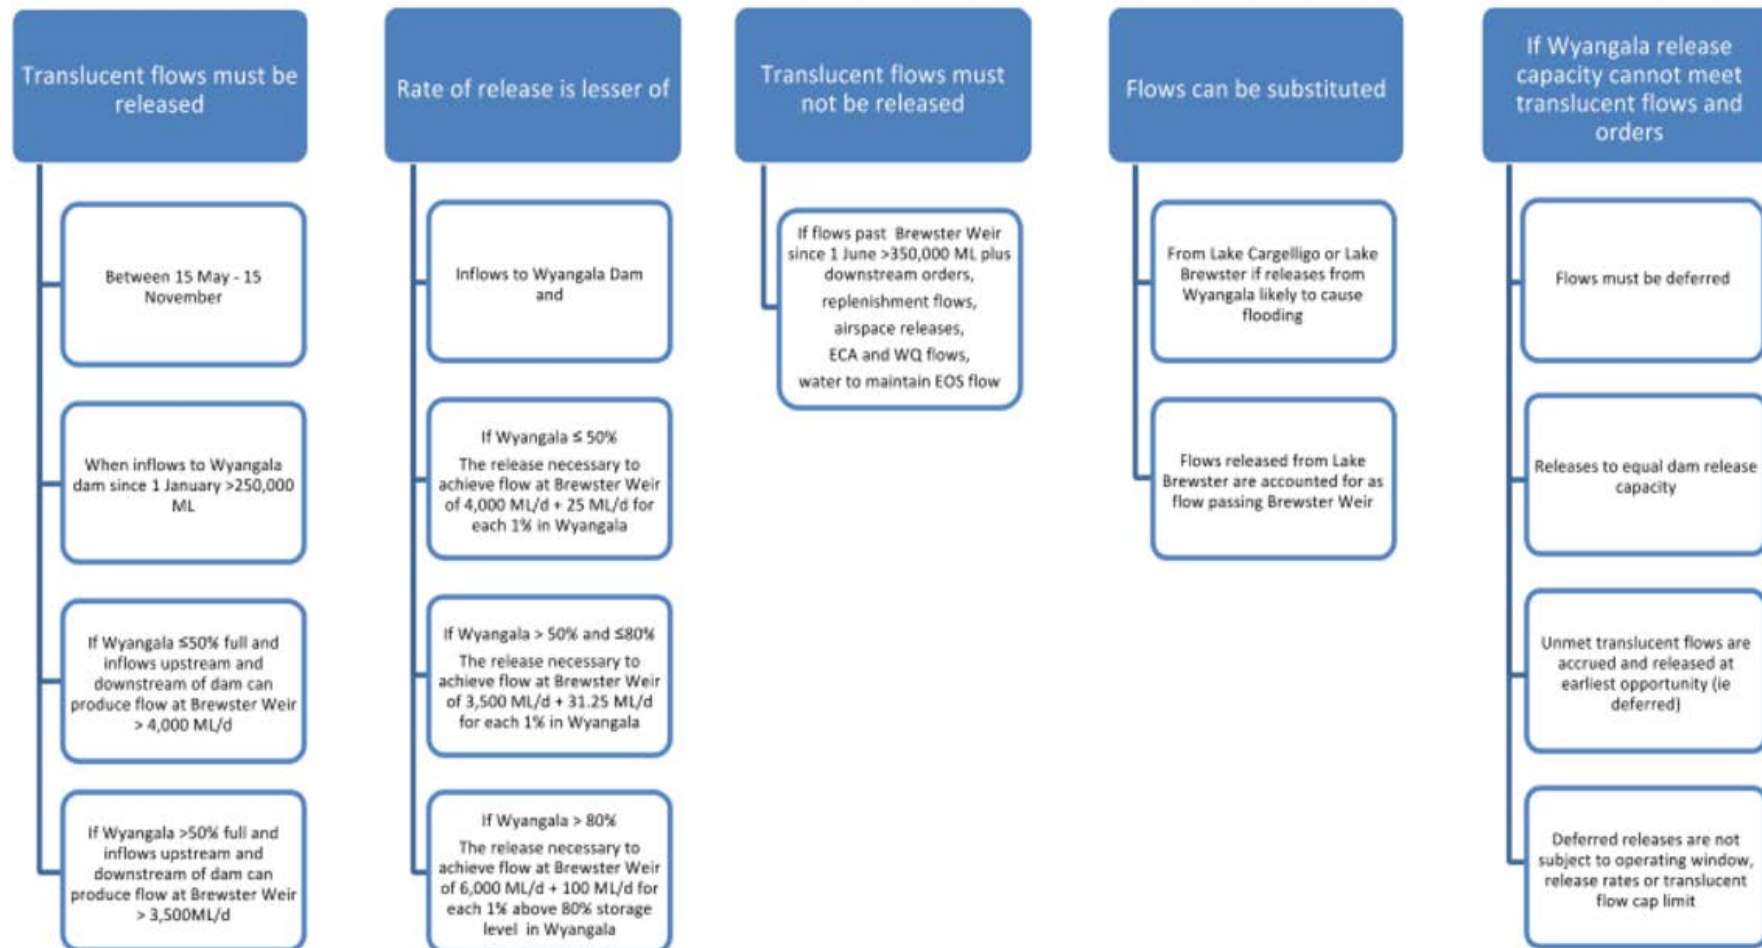 Translucent flows must be
released
Between 15 May - 15
November
When inflows to Wyangala
dam since 1 January >250,000
ML
If Wyangala ≤50% full and
inflows upstream and
downstream of dam can
produce flow at Brewster Weir
> 4,000 ML/d
If Wyangala >50% full and
inflows upstream and
downstream of dam can
produce flow at Brewster Weir
> 3,500ML/d
Rate of release is lesser of
Inflows to Wyangala Dam
and
If Wyangala ≤ 50%
The release necessary to
achieve flow at Brewster Weir
of 4,000 ML/d + 25 ML/d for
each 1% in Wyangala
If Wyangala > 50% and ≤80%
The release necessary to
achieve flow at Brewster Weir
of 3,500 ML/d + 31.25 ML/d
for each 1% in Wyangala
If Wyangala > 80%
The release necessary to
achieve flow at Brewster Weir
of 6,000 ML/d + 100 ML/d for
each 1% above 80% storage
level in Wyangala
Translucent flows must
not be released
If flows past Brewster Weir
since 1 June >350,000 ML plus
downstream orders,
replenishment flows,
airspace releases,
ECA and WQ flows,
water to maintain EOS flow
Flows can be substituted
From Lake Cargelligo or Lake
Brewster if releases from
Wyangala likely to cause
flooding
Flows released from Lake
Brewster are accounted for as
flow passing Brewster Weir
If Wyangala release
capacity cannot meet
translucent flows and
orders
Flows must be deferred
Releases to equal dam release
capacity
Unmet translucent flows are
accrued and released at
earliest opportunity (ie
deferred)
Deferred releases are not
subject to operating window,
release rates or translucent
flow cap limit